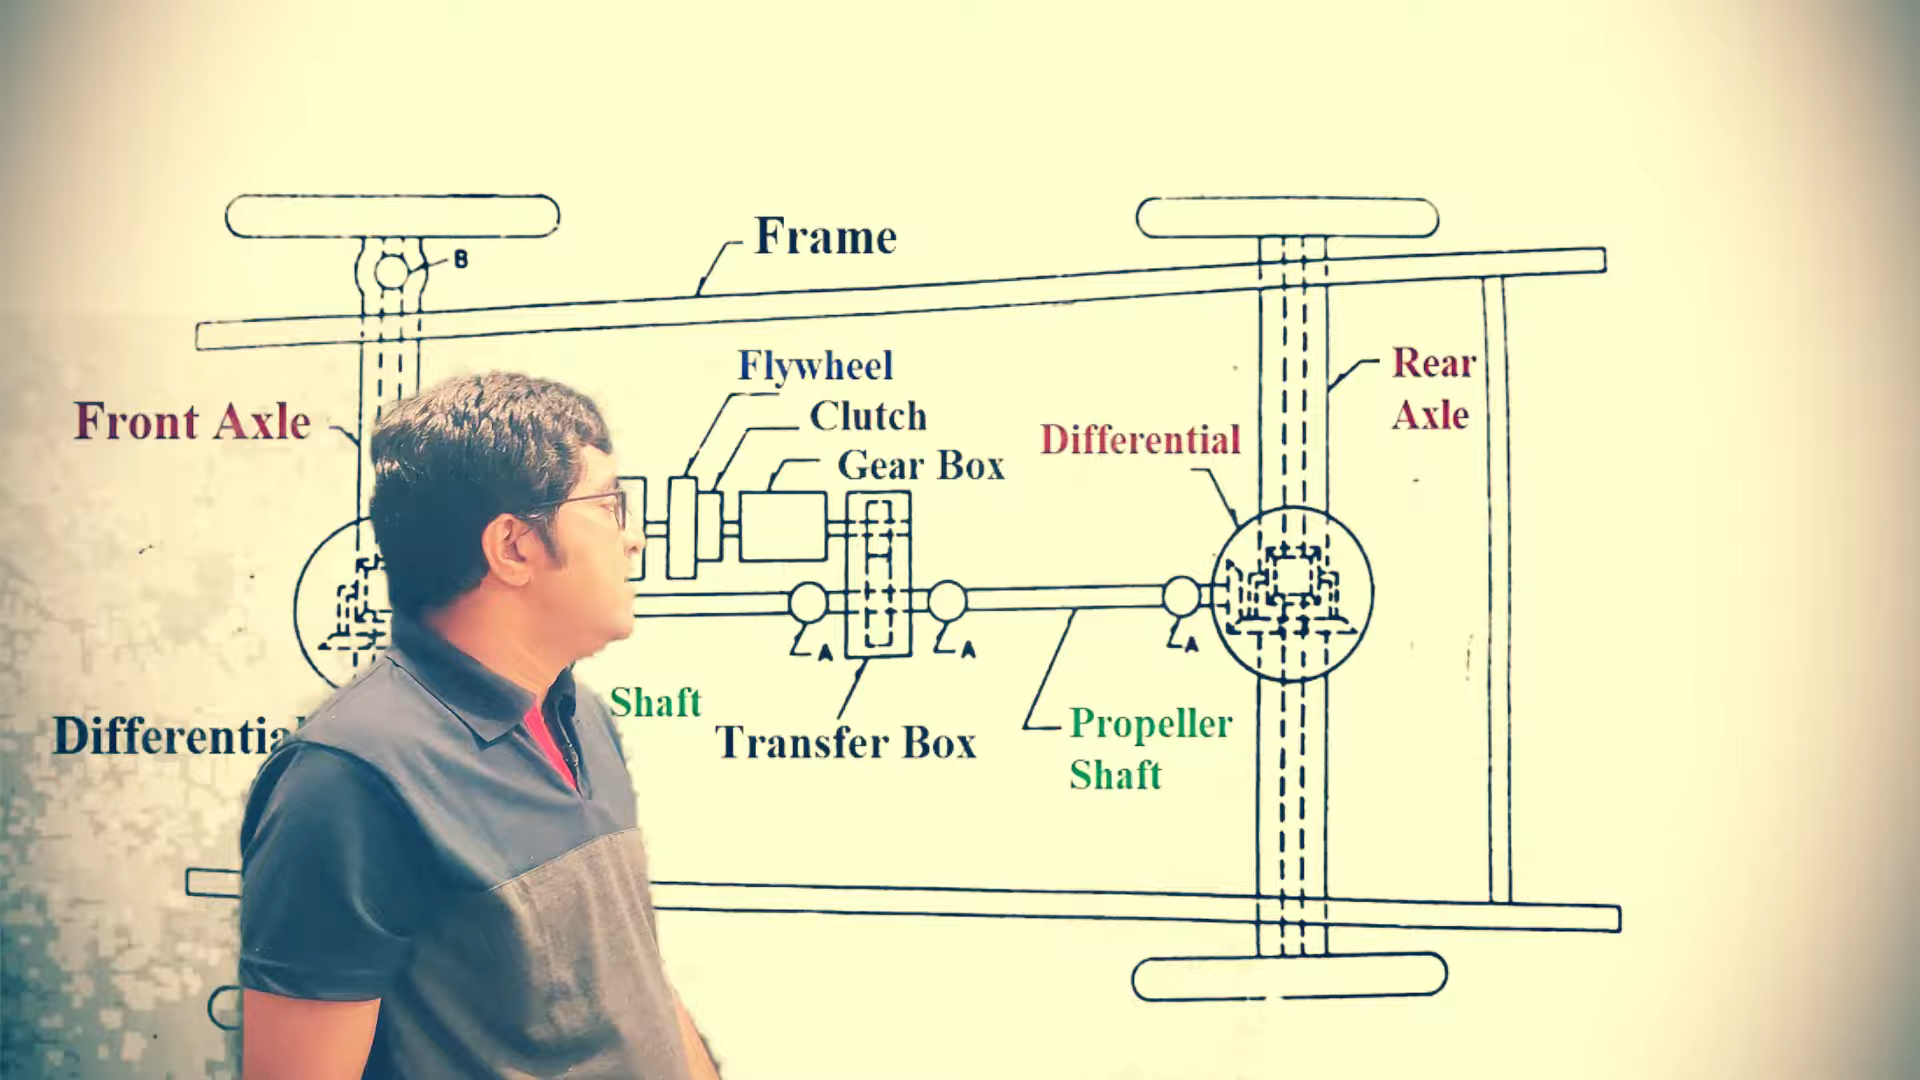 Frame
B
Flywheel
Clutch
Gear Box
Front Axle
Differential
Rear
Axle
A
A
A
Shaft
Transfer Box
Propeller
Shaft